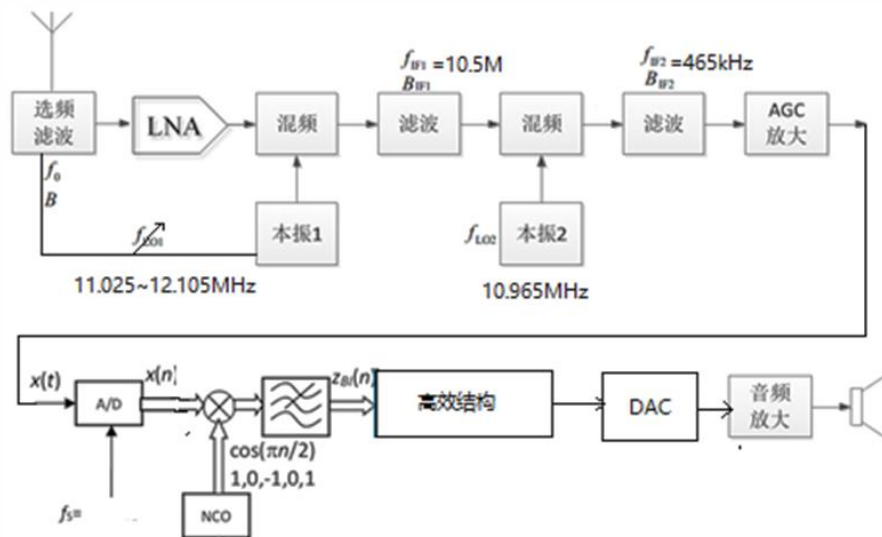 f_IF1=10.5M
B_IF1
f_IF2=465kHz
B_IF2
选频
滤波
LNA
混频
滤波
混频
滤波
AGC
放大
f_0
B
f_LO1
本振1
f_LO2
本振2
11.025~12.105MHz
10.965MHz
x(t)
A/D
x(n)
z_BI(n)
高效结构
DAC
音频
放大
cos(πn/2)
1,0,-1,0,1
f_S=
NCO